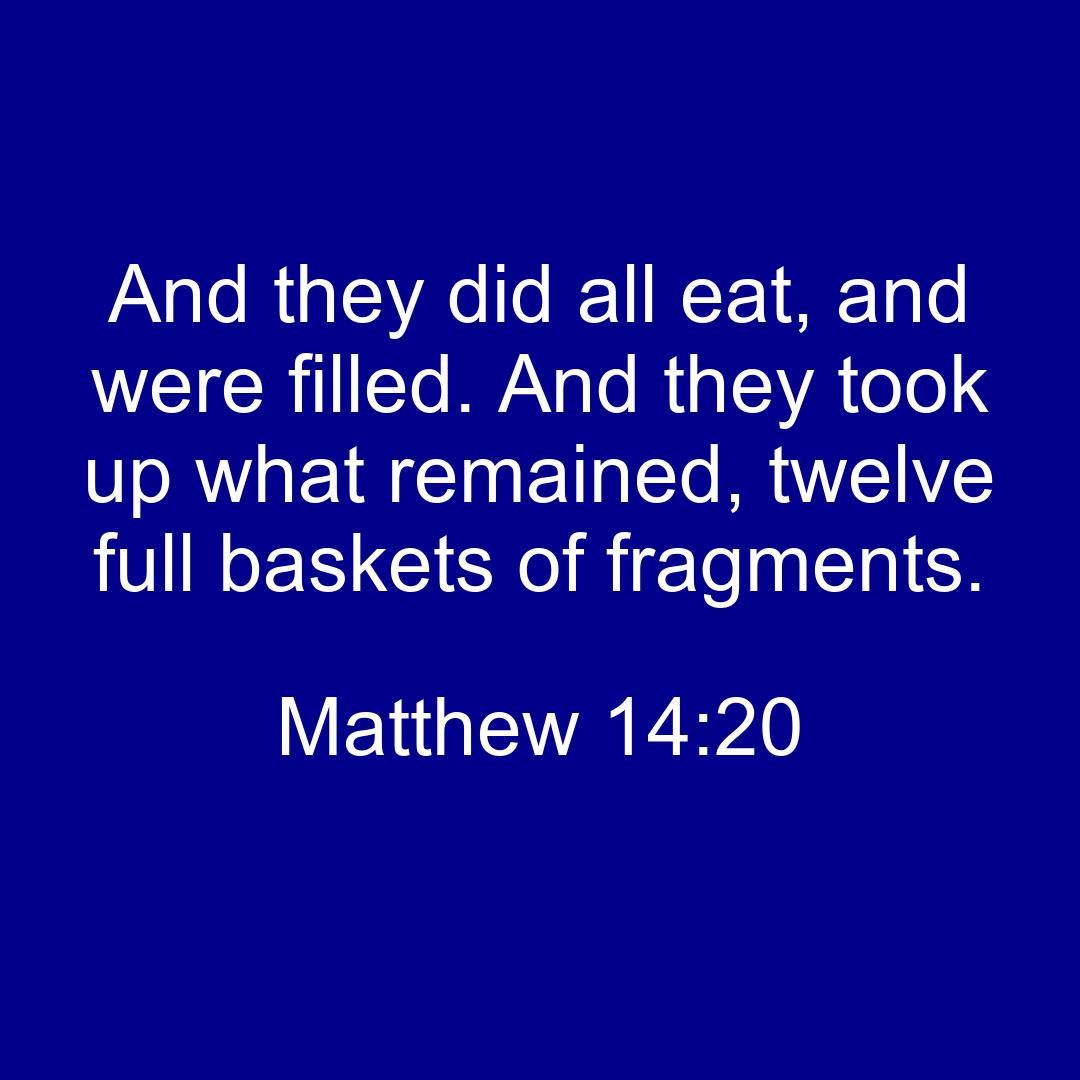 And they did all eat, and
were filled. And they took
up what remained, twelve
full baskets of fragments.
Matthew 14:20